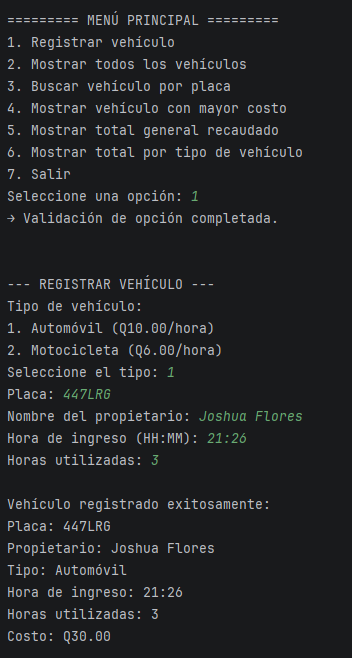 ========= MENÚ PRINCIPAL =========
1. Registrar vehículo
2. Mostrar todos los vehículos
3. Buscar vehículo por placa
4. Mostrar vehículo con mayor costo
5. Mostrar total general recaudado
6. Mostrar total por tipo de vehículo
7. Salir
Seleccione una opción: 1
→ Validación de opción completada.
--- REGISTRAR VEHÍCULO ---
Tipo de vehículo:
1. Automóvil (Q10.00/hora)
2. Motocicleta (Q6.00/hora)
Seleccione el tipo: 1
Placa: 447LRG
Nombre del propietario: Joshua Flores
Hora de ingreso (HH:MM): 21:26
Horas utilizadas: 3
Vehículo registrado exitosamente:
Placa: 447LRG
Propietario: Joshua Flores
Tipo: Automóvil
Hora de ingreso: 21:26
Horas utilizadas: 3
Costo: Q30.00